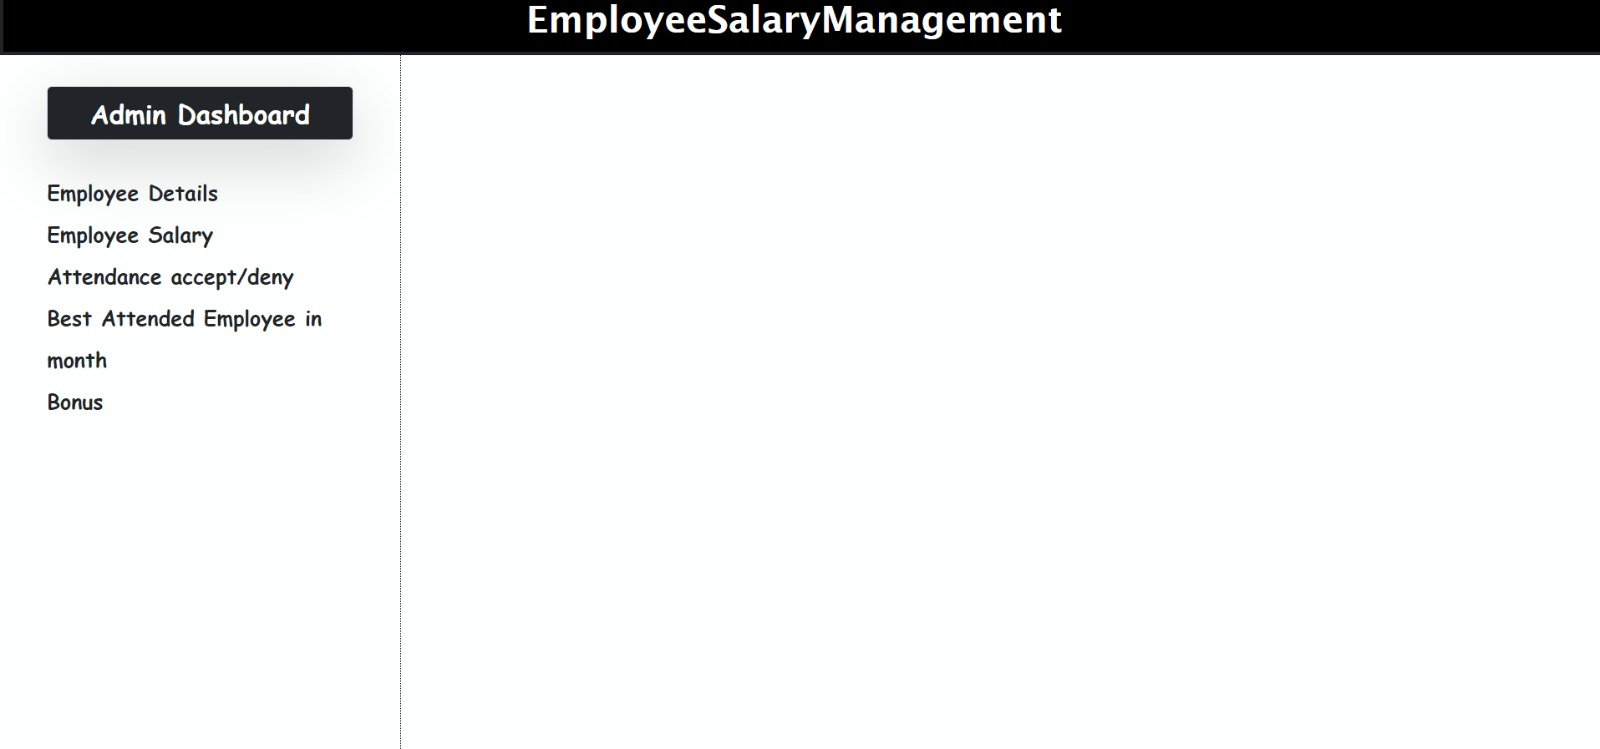 EmployeeSalaryManagement
Admin Dashboard
Employee Details
Employee Salary
Attendance accept/deny
Best Attended Employee in
month
Bonus